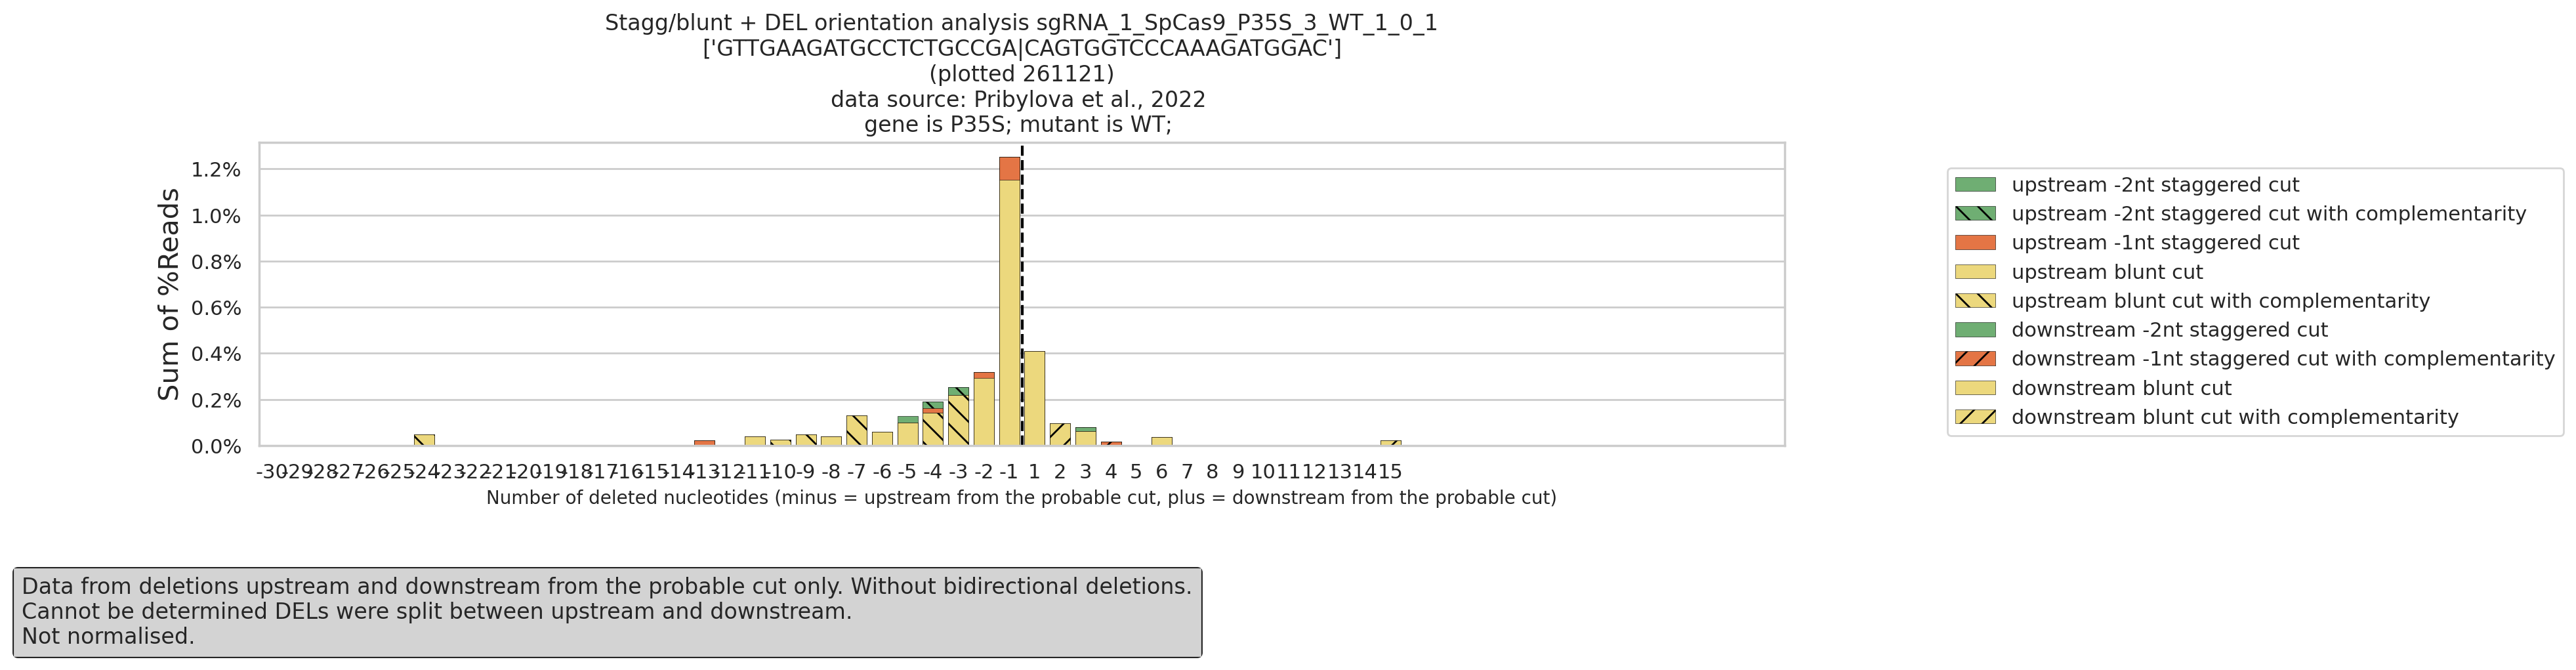 Stagg/blunt + DEL orientation analysis sgRNA_1_SpCas9_P35S_3_WT_1_0_1
['GTTGAAGATGCCTCTGCCGA|CAGTGGTCCCAAAGATGGAC']
(plotted 261121)
data source: Pribylova et al., 2022
gene is P35S; mutant is WT;
1.2%
1.0%
0.8%
0.6%
0.4%
0.2%
0.0%
Sum of %Reads
-30 -29 -28 -27 -26 -25 -24 -23 -22 -21 -20 -19 -18 -17 -16 -15 -14 -13 -12 -11 -10 -9 -8 -7 -6 -5 -4 -3 -2 -1 1 2 3 4 5 6 7 8 9 10 11 12 13 14 15
Number of deleted nucleotides (minus = upstream from the probable cut, plus = downstream from the probable cut)
upstream -2nt staggered cut
upstream -2nt staggered cut with complementarity
upstream -1nt staggered cut
upstream blunt cut
upstream blunt cut with complementarity
downstream -2nt staggered cut
downstream -1nt staggered cut with complementarity
downstream blunt cut
downstream blunt cut with complementarity
Data from deletions upstream and downstream from the probable cut only. Without bidirectional deletions.
Cannot be determined DELs were split between upstream and downstream.
Not normalised.